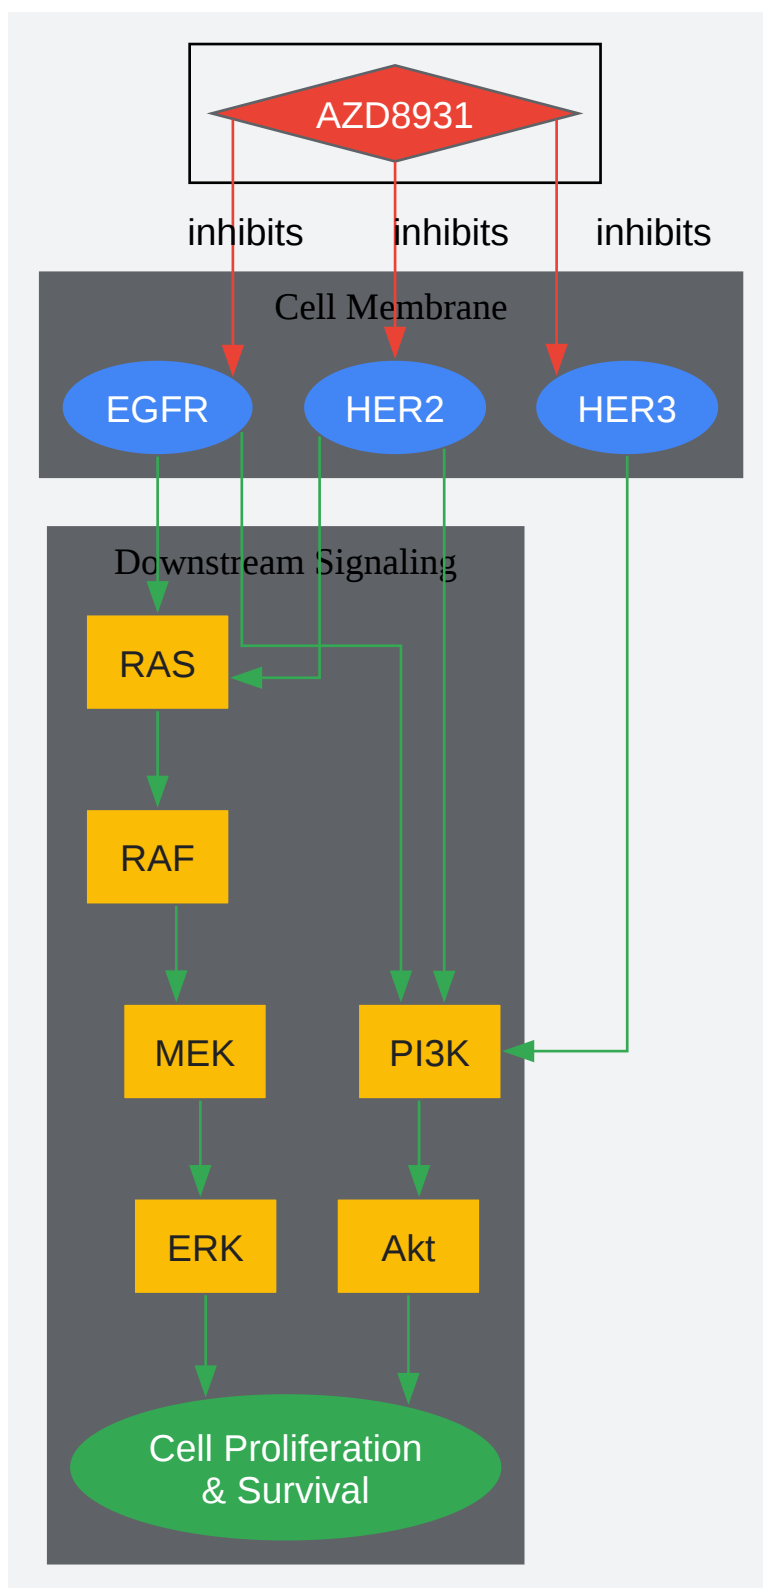 AZD8931
inhibits inhibits inhibits
Cell Membrane
EGFR HER2 HER3
Downstream Signaling
RAS
RAF
MEK PI3K
ERK Akt
Cell Proliferation
& Survival